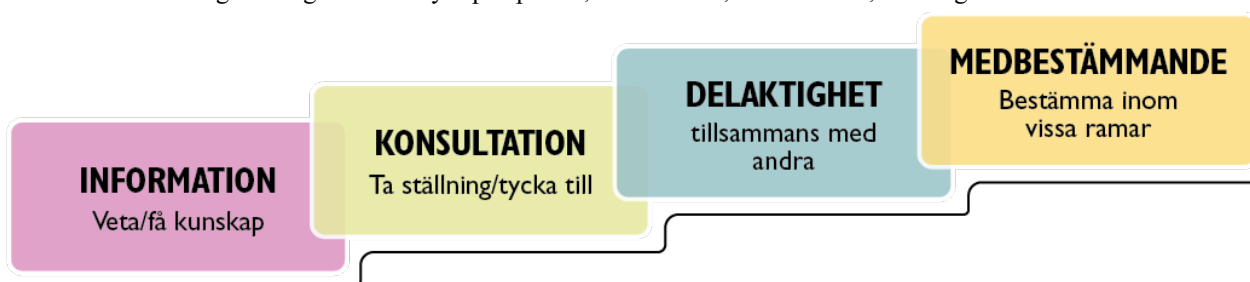 INFORMATION
Veta/få kunskap
KONSULTATION
Ta ställning/tycka till
DELAKTIGHET
tillsammans med
andra
MEDBESTÄMMANDE
Bestämma inom
vissa ramar